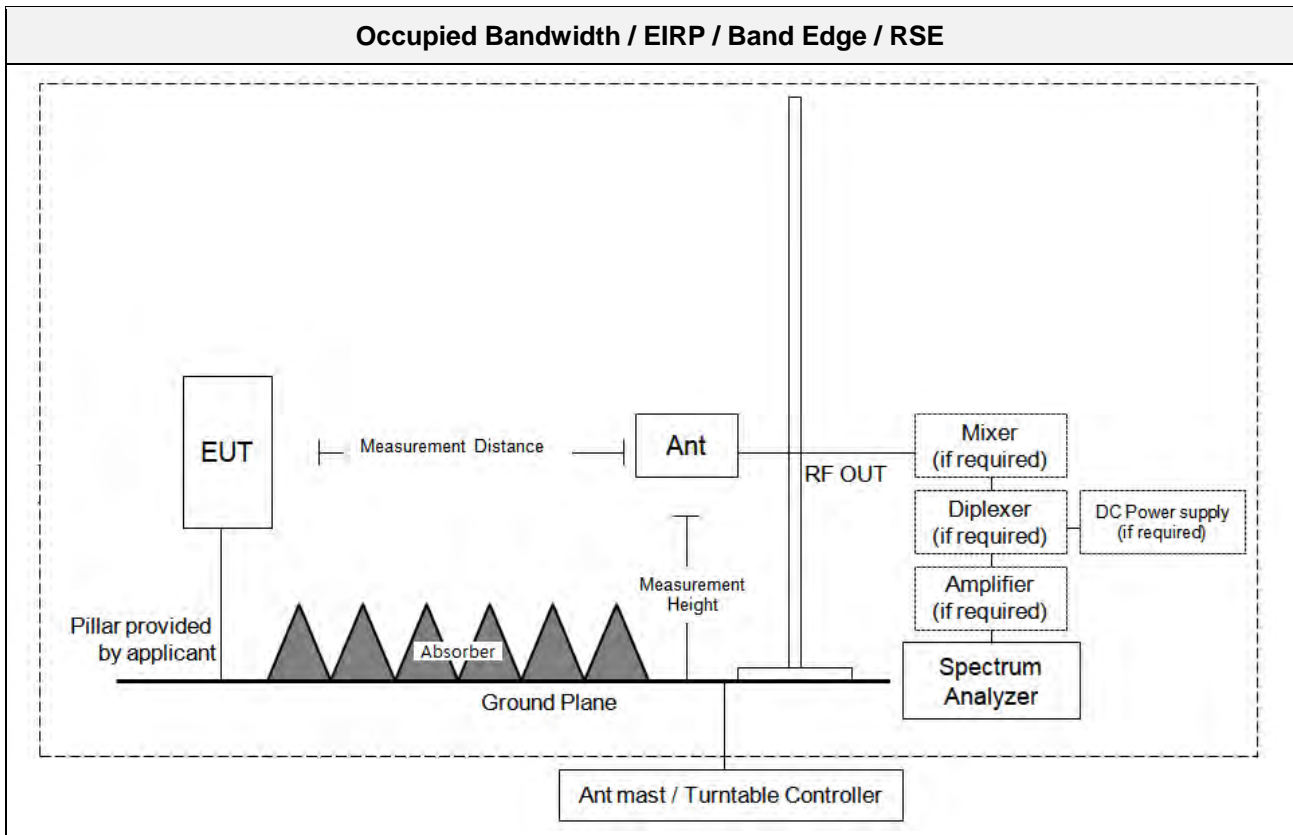 Occupied Bandwidth / EIRP / Band Edge / RSE
EUT
Measurement Distance
Ant
RF OUT
Mixer
(if required)
Diplexer
(if required)
DC Power supply
(if required)
Amplifier
(if required)
Measurement
Height
Pillar provided
by applicant
Absorber
Ground Plane
Spectrum
Analyzer
Ant mast / Turntable Controller